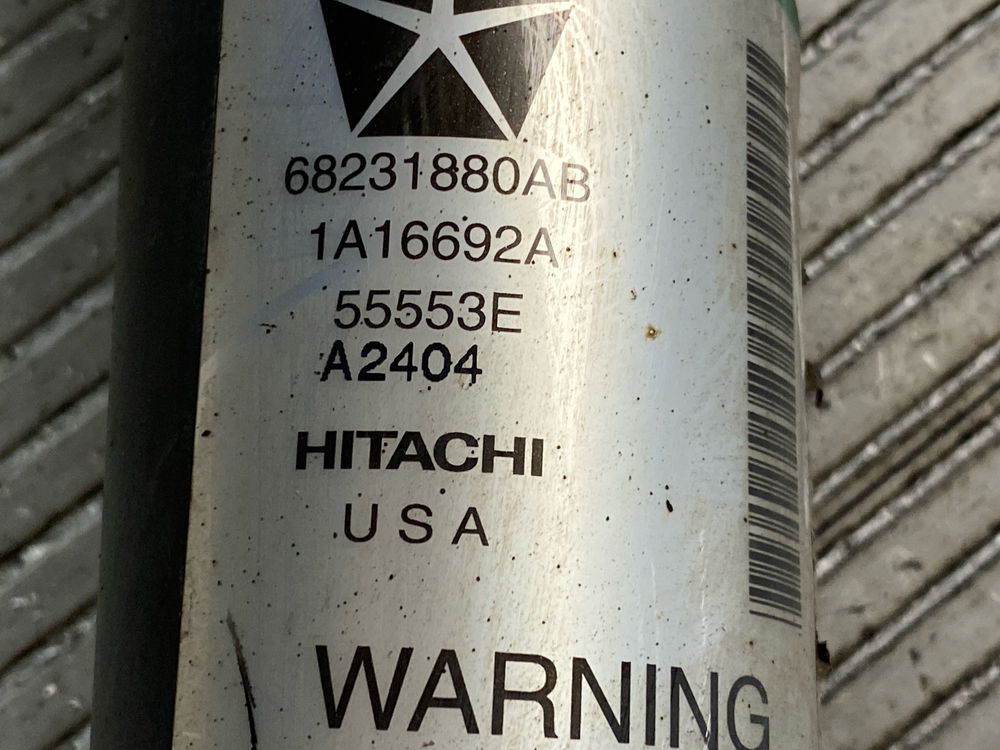 68231880AB
1A16692A
55553E
A2404
HITACHI
USA
WARNING